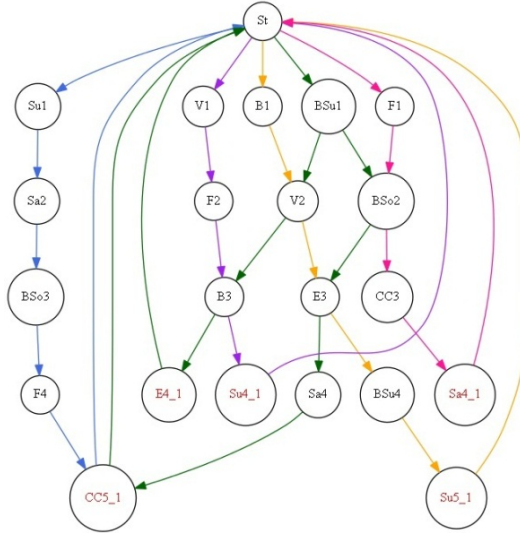 St
Su1
V1
B1
BSu1
F1
Sa2
F2
V2
BSo2
BSo3
B3
E3
CC3
F4
E4_1
Su4_1
Sa4
BSu4
Sa4_1
CC5_1
Su5_1